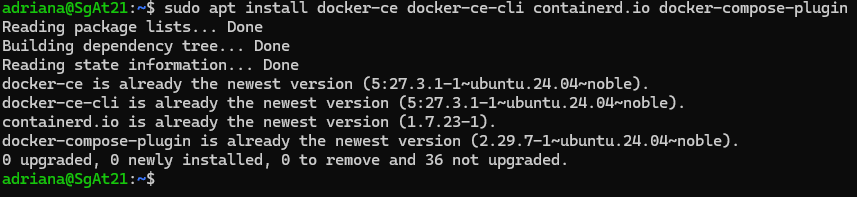 adriana@SgAt21:~$ sudo apt install docker-ce docker-ce-cli containerd.io docker-compose-plugin
Reading package lists... Done
Building dependency tree... Done
Reading state information... Done
docker-ce is already the newest version (5:27.3.1-1~ubuntu.24.04~noble).
docker-ce-cli is already the newest version (5:27.3.1-1~ubuntu.24.04~noble).
containerd.io is already the newest version (1.7.23-1).
docker-compose-plugin is already the newest version (2.29.7-1~ubuntu.24.04~noble).
0 upgraded, 0 newly installed, 0 to remove and 36 not upgraded.
adriana@SgAt21:~$